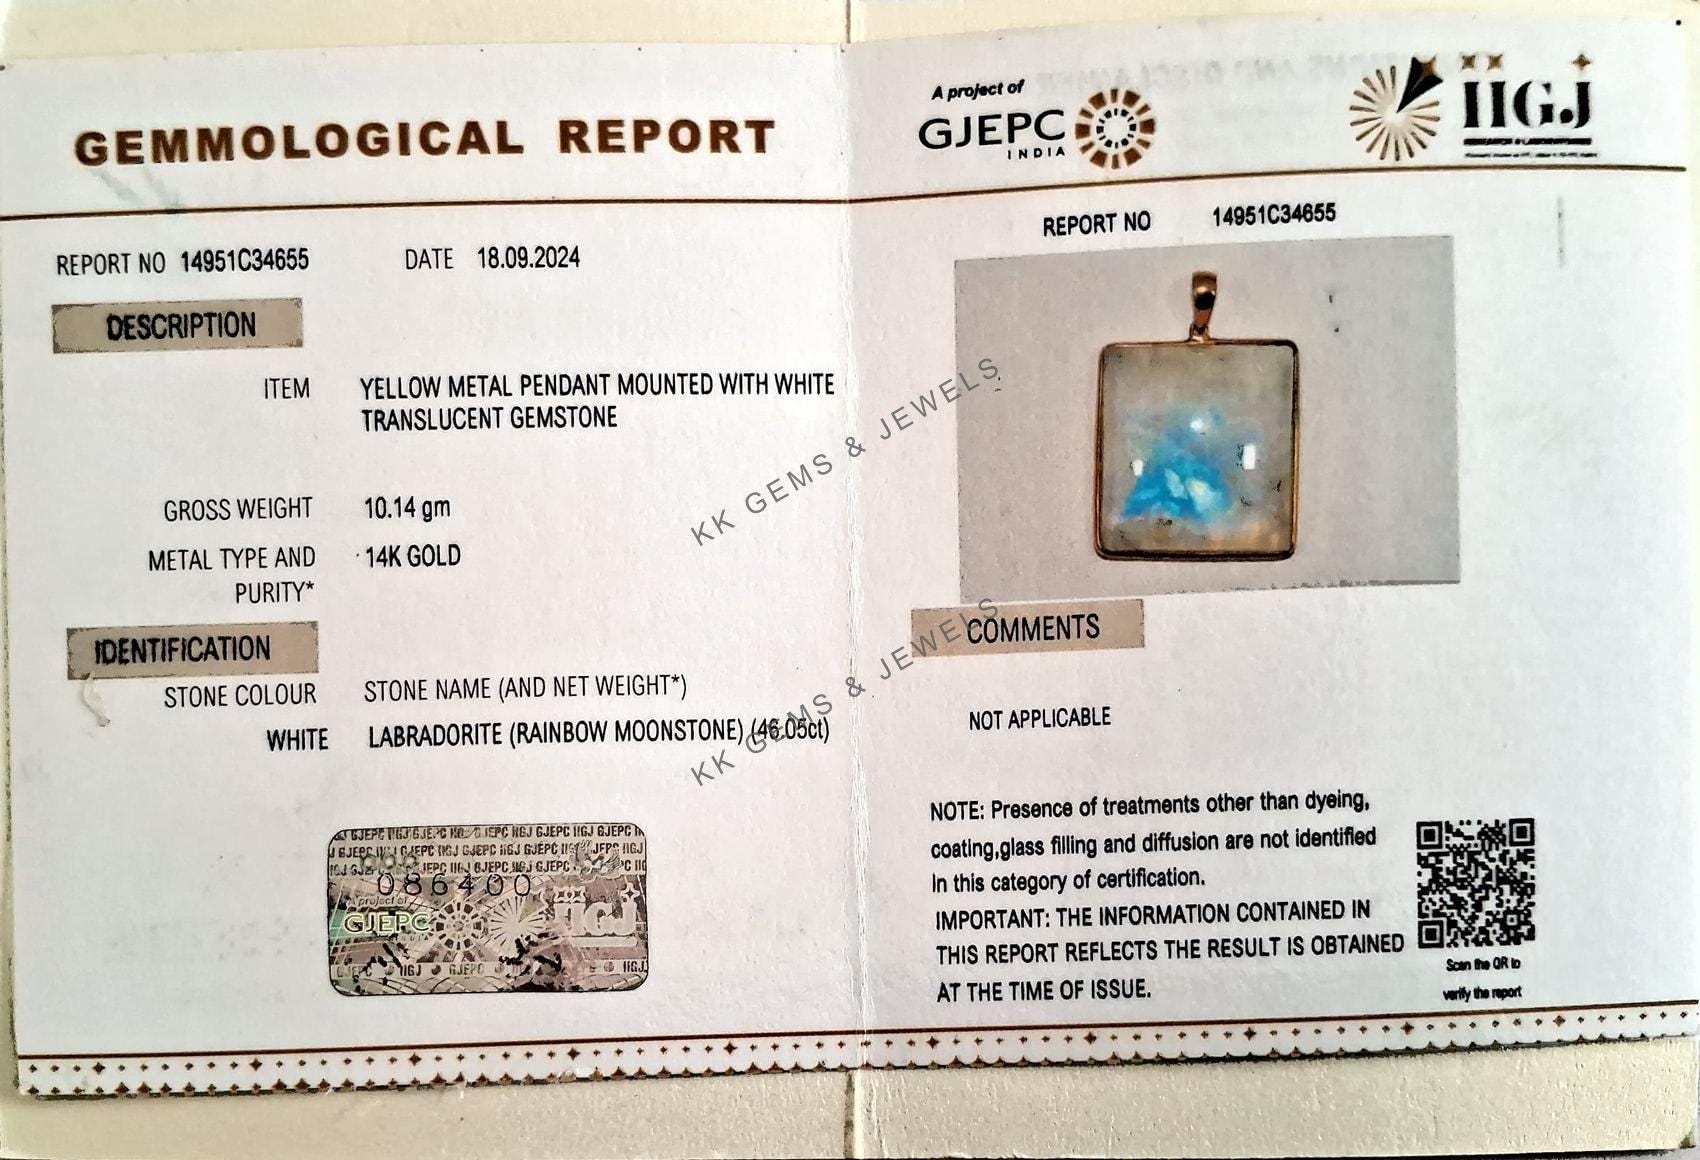 GEMMOLOGICAL REPORT
REPORT NO 14951C34655 DATE 18.09.2024
DESCRIPTION
ITEM YELLOW METAL PENDANT MOUNTED WITH WHITE
TRANSLUCENT GEMSTONE
GROSS WEIGHT 10.14 gm
METAL TYPE AND 14K GOLD
PURITY*
IDENTIFICATION
STONE COLOUR STONE NAME (AND NET WEIGHT*)
WHITE LABRADORITE (RAINBOW MOONSTONE) (46.05ct)
086400
A project of
GJEPC
IIGJ
A project of
GJEPC
INDIA
IIGJ
REPORT NO 14951C34655
COMMENTS
NOT APPLICABLE
NOTE: Presence of treatments other than dyeing,
coating,glass filling and diffusion are not identified
In this category of certification.
IMPORTANT: THE INFORMATION CONTAINED IN
THIS REPORT REFLECTS THE RESULT IS OBTAINED
AT THE TIME OF ISSUE.
Scan the QR to
verify the report
KK GEMS & JEWELS
KK GEMS & JEWELS